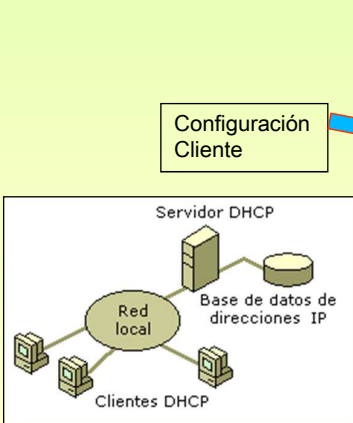 Configuración
Cliente
Servidor DHCP
Base de datos de
direcciones IP
Red
local
Clientes DHCP